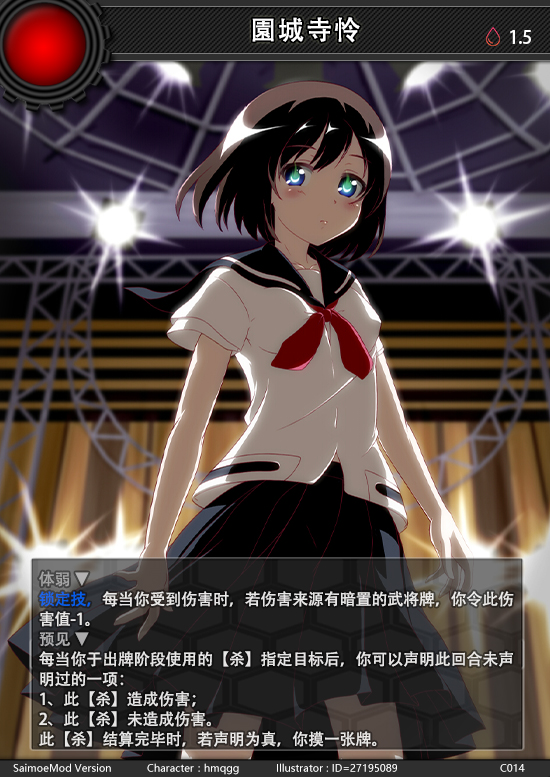 園城寺怜
1.5
体弱▼
锁定技，每当你受到伤害时，若伤害来源有暗置的武将牌，你令此伤
害值-1。
预见▼
每当你于出牌阶段使用的【杀】指定目标后，你可以声明此回合未声
明过的一项：
1、此【杀】造成伤害；
2、此【杀】未造成伤害。
此【杀】结算完毕时，若声明为真，你摸一张牌。
SaimoeMod Version Character : hmqgg Illustrator : ID=27195089 C014